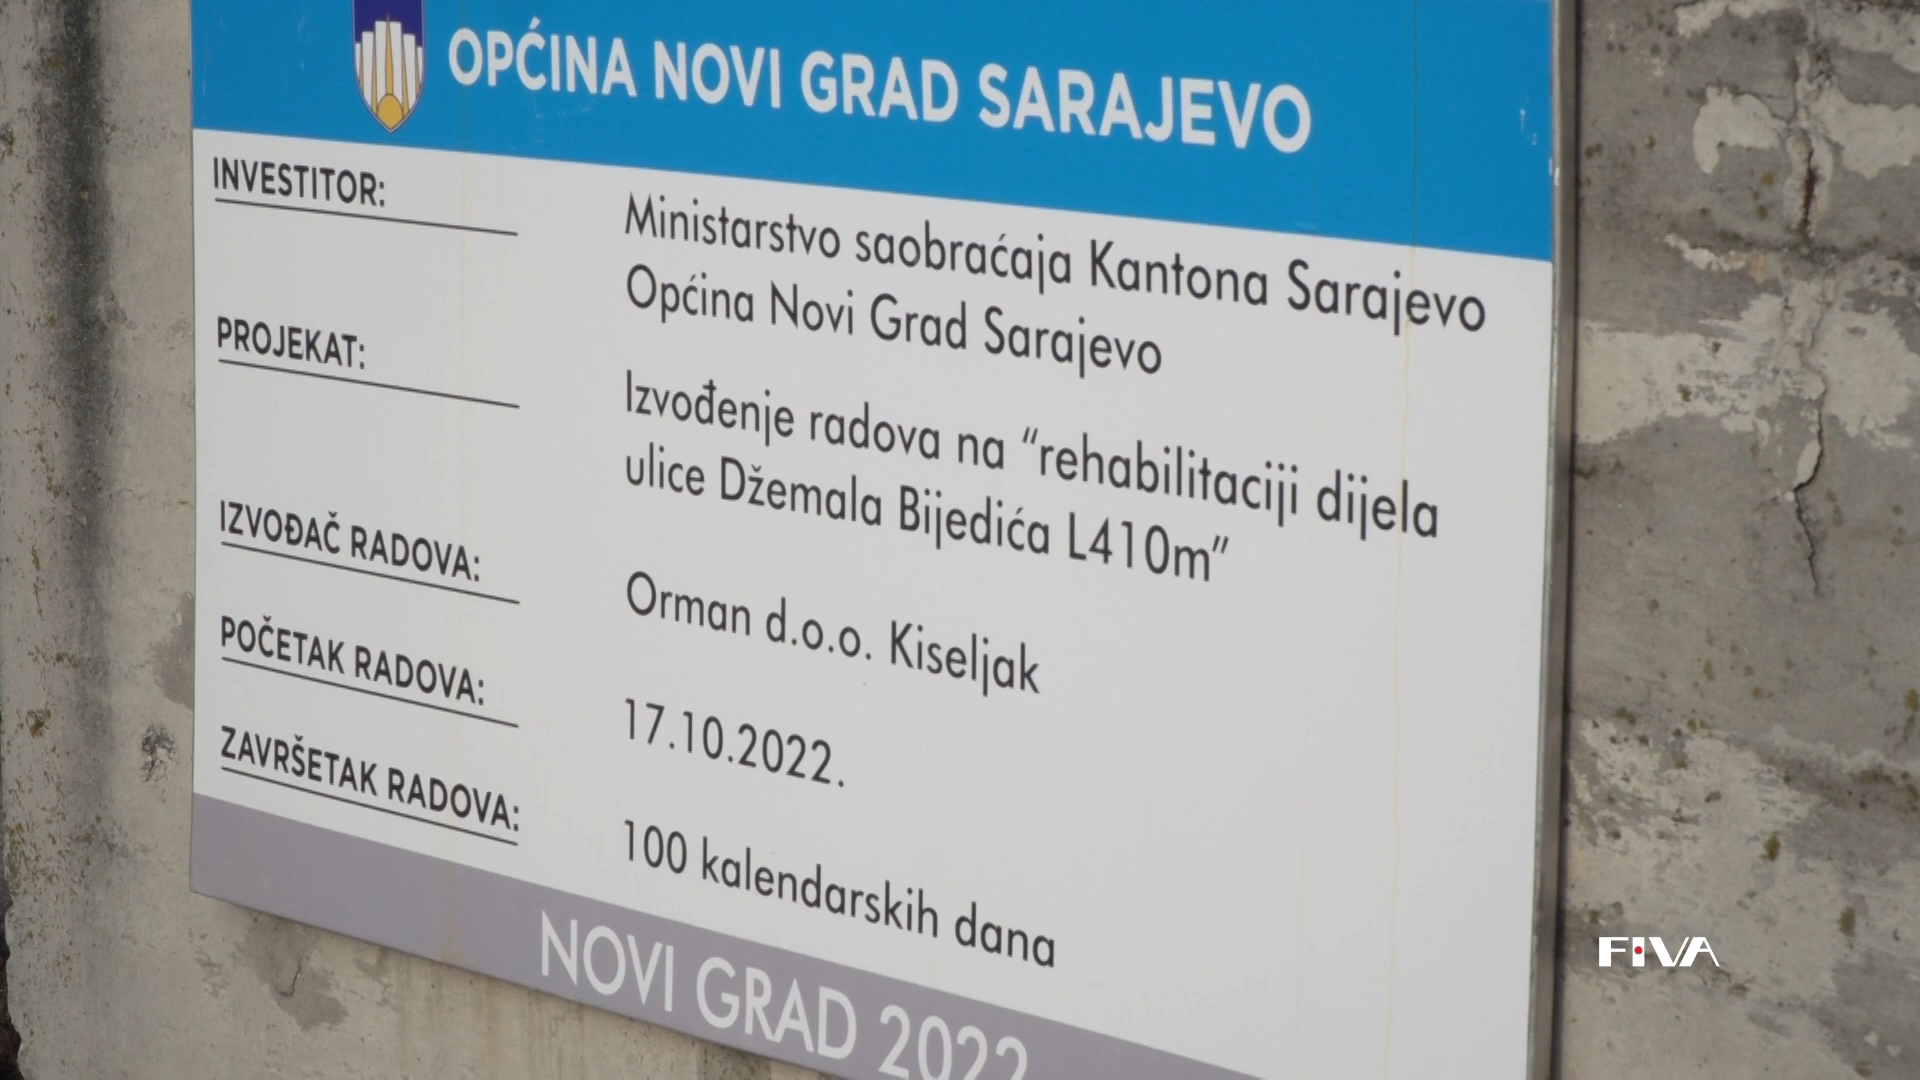 OPĆINA NOVI GRAD SARAJEVO
INVESTITOR:
Ministarstvo saobraćaja Kantona Sarajevo
Općina Novi Grad Sarajevo
PROJEKAT:
Izvođenje radova na “rehabilitaciji dijela
ulice Džemala Bijedića L410m”
IZVOĐAČ RADOVA:
Orman d.o.o. Kiseljak
POČETAK RADOVA:
17.10.2022.
ZAVRŠETAK RADOVA:
100 kalendarskih dana
NOVI GRAD 2022
FIVA